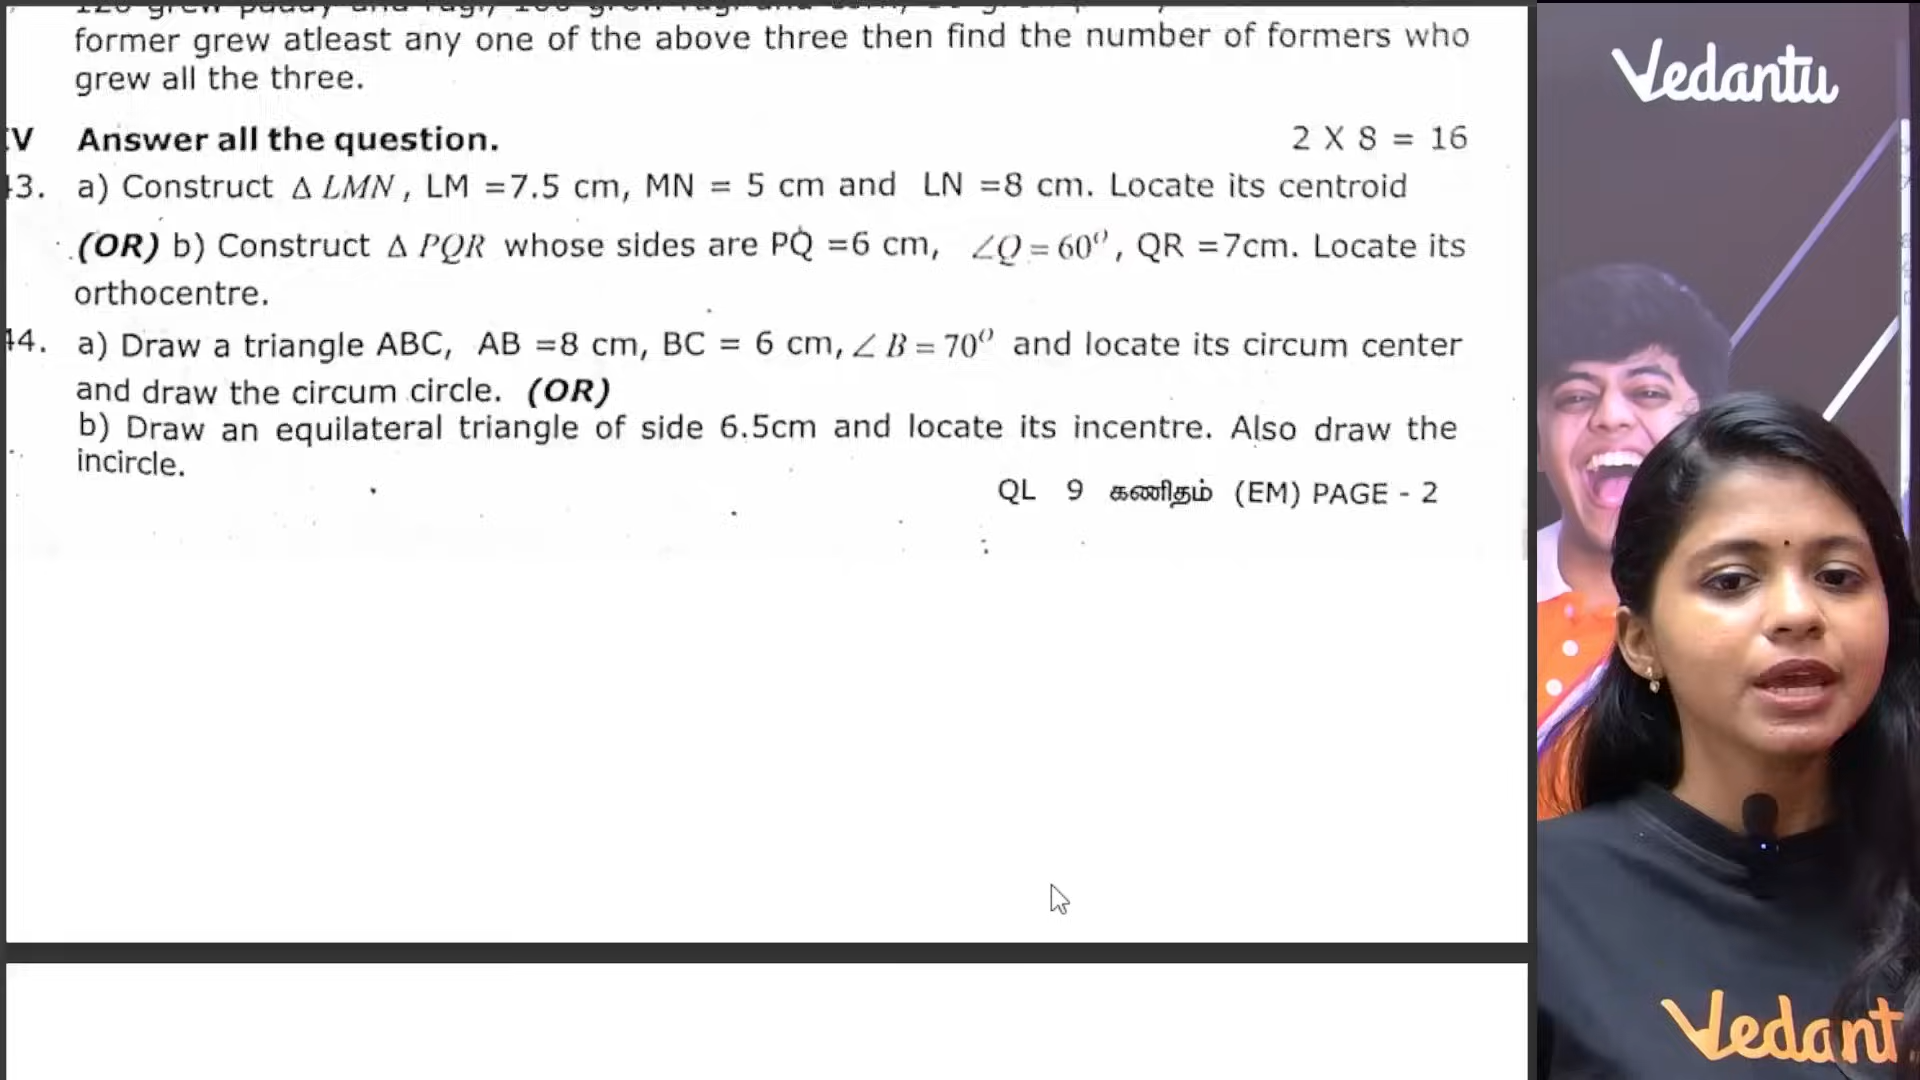 former grew atleast any one of the above three then find the number of formers who
grew all the three.
V Answer all the question. 2 X 8 = 16
3. a) Construct Δ LMN, LM =7.5 cm, MN = 5 cm and LN =8 cm. Locate its centroid
(OR) b) Construct Δ PQR whose sides are PQ =6 cm, ∠Q = 60⁰, QR =7cm. Locate its
orthocentre.
44. a) Draw a triangle ABC, AB =8 cm, BC = 6 cm, ∠B = 70⁰ and locate its circum center
and draw the circum circle. (OR)
b) Draw an equilateral triangle of side 6.5cm and locate its incentre. Also draw the
incircle.
QL 9 கணிதம் (EM) PAGE - 2
Vedantu
Vedant